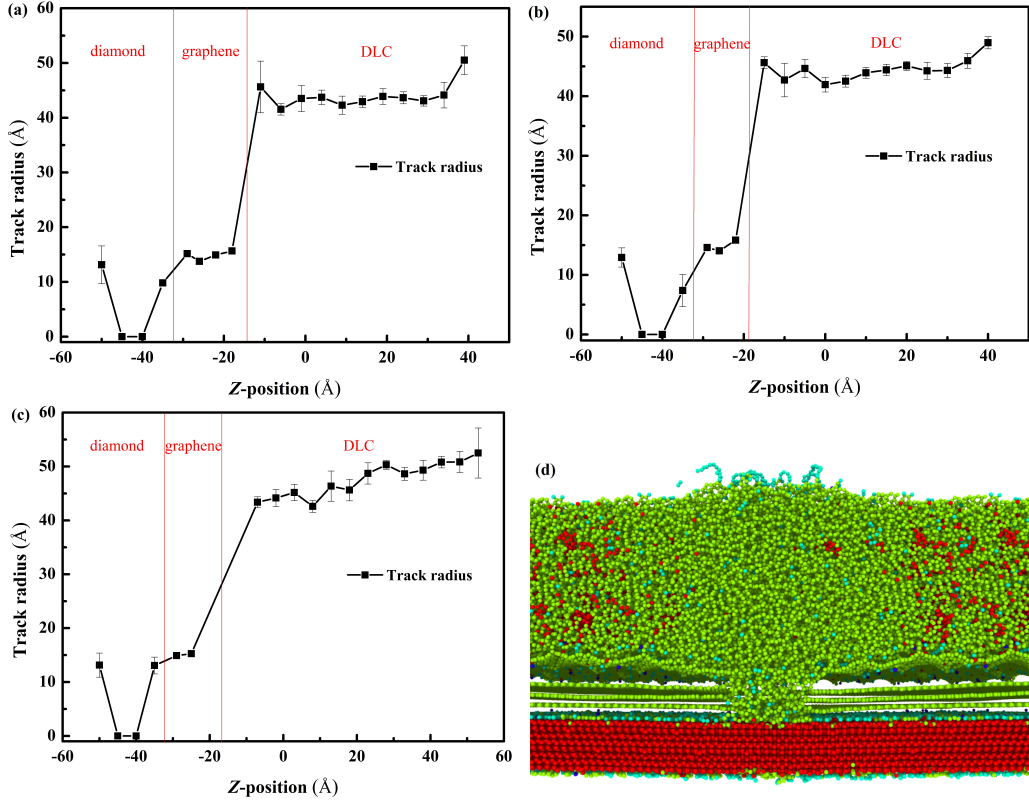 (a)
diamond graphene DLC
Track radius
Track radius (Å)
60
50
40
30
20
10
0
-60 -40 -20 0 20 40 60
Z-position (Å)
(b)
diamond graphene DLC
Track radius
Track radius (Å)
50
40
30
20
10
0
-60 -40 -20 0 20 40
Z-position (Å)
(c)
diamond graphene DLC
Track radius
Track radius (Å)
60
50
40
30
20
10
0
-60 -40 -20 0 20 40 60
Z-position (Å)
(d)